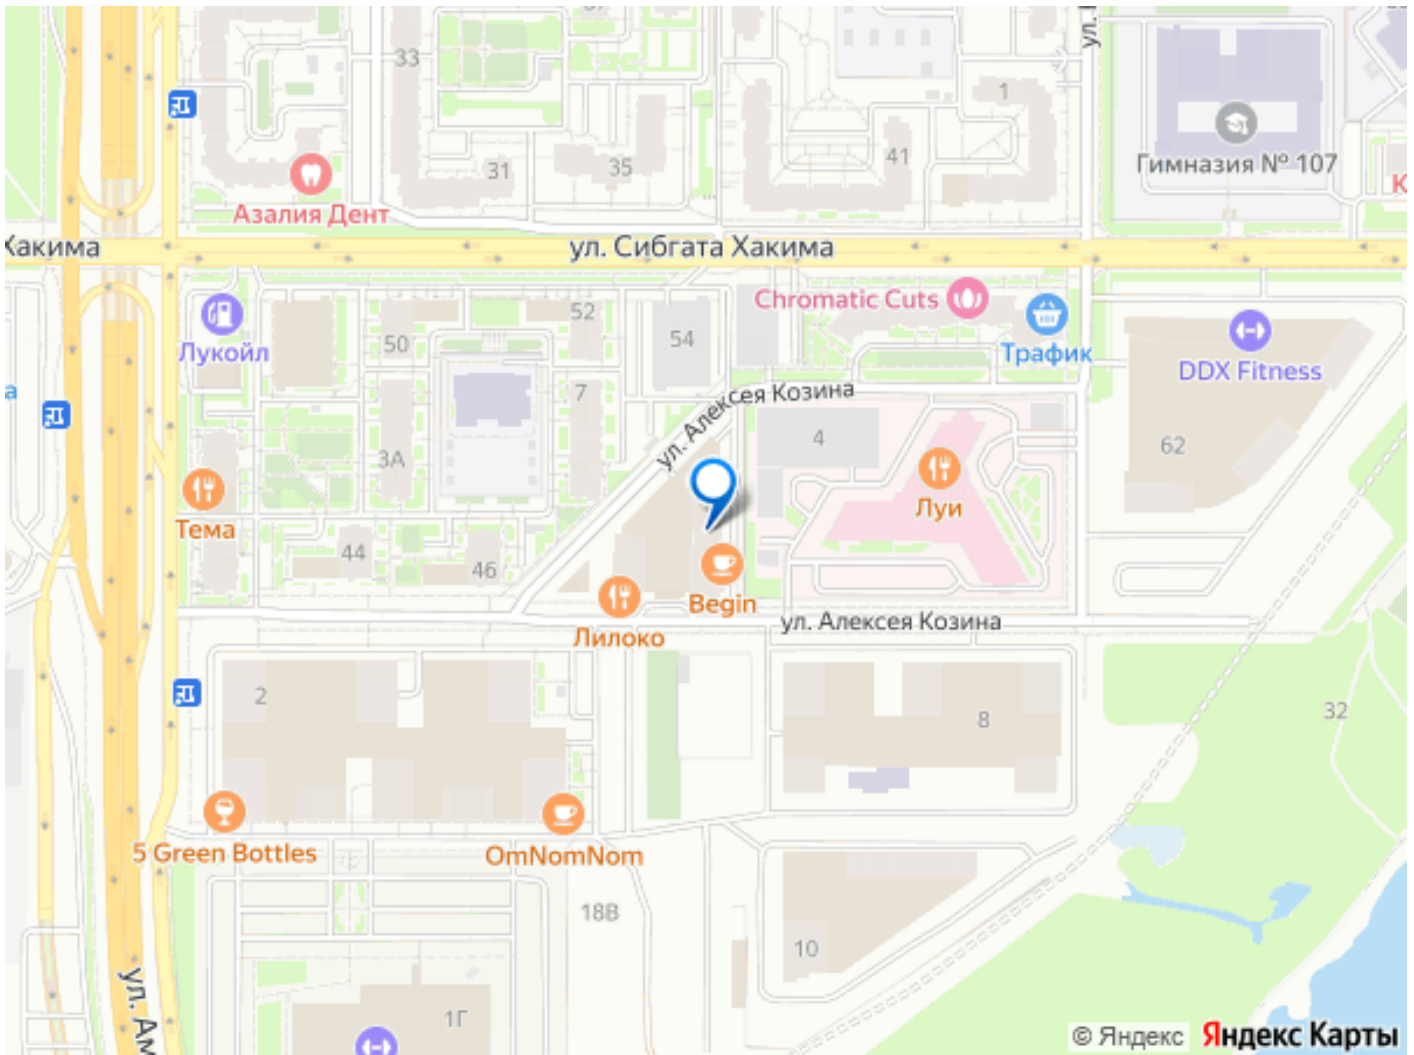 33
1
31
35
41
Гимназия № 107
Азалия Дент
Хакима
ул. Сибгата Хакима
Chromatic Cuts
52
Лукойл
50
54
Трафик
DDX Fitness
7
ул. Алексея Козина
3А
4
62
Луи
Тема
44
46
Begin
Лилоко
ул. Алексея Козина
2
8
32
5 Green Bottles
OmNomNom
18В
10
ул. Ам
1Г
© Яндекс Яндекс Карты